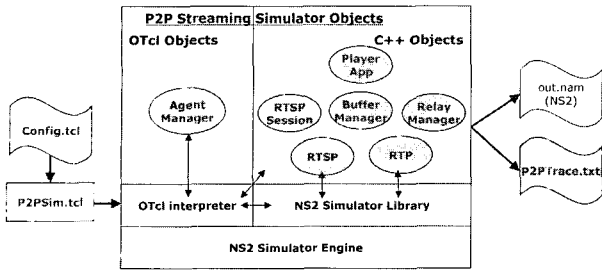 P2P Streaming Simulator Objects
OTcl Objects
C++ Objects
Player
App
Agent
Manager
RTSP
Session
Buffer
Manager
Relay
Manager
RTSP
RTP
Config.tcl
P2PSim.tcl
OTcl interpreter
NS2 Simulator Library
NS2 Simulator Engine
out.nam
(NS2)
P2PTrace.txt